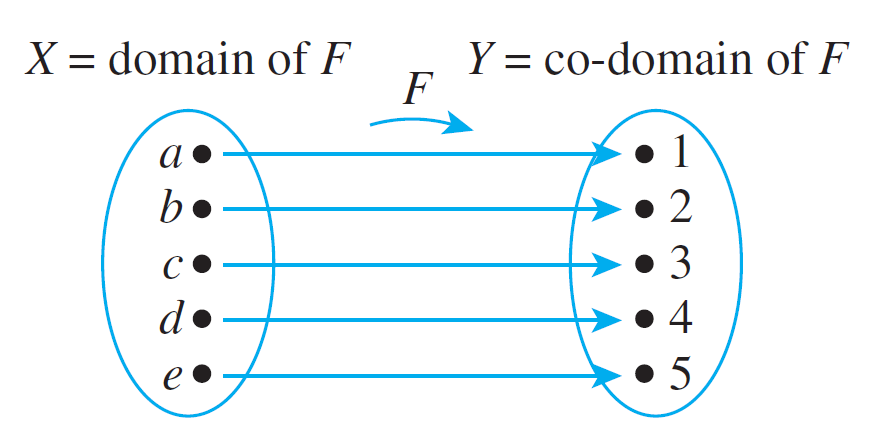 X = domain of F
Y = co-domain of F
F
a
1
b
2
c
3
d
4
e
5